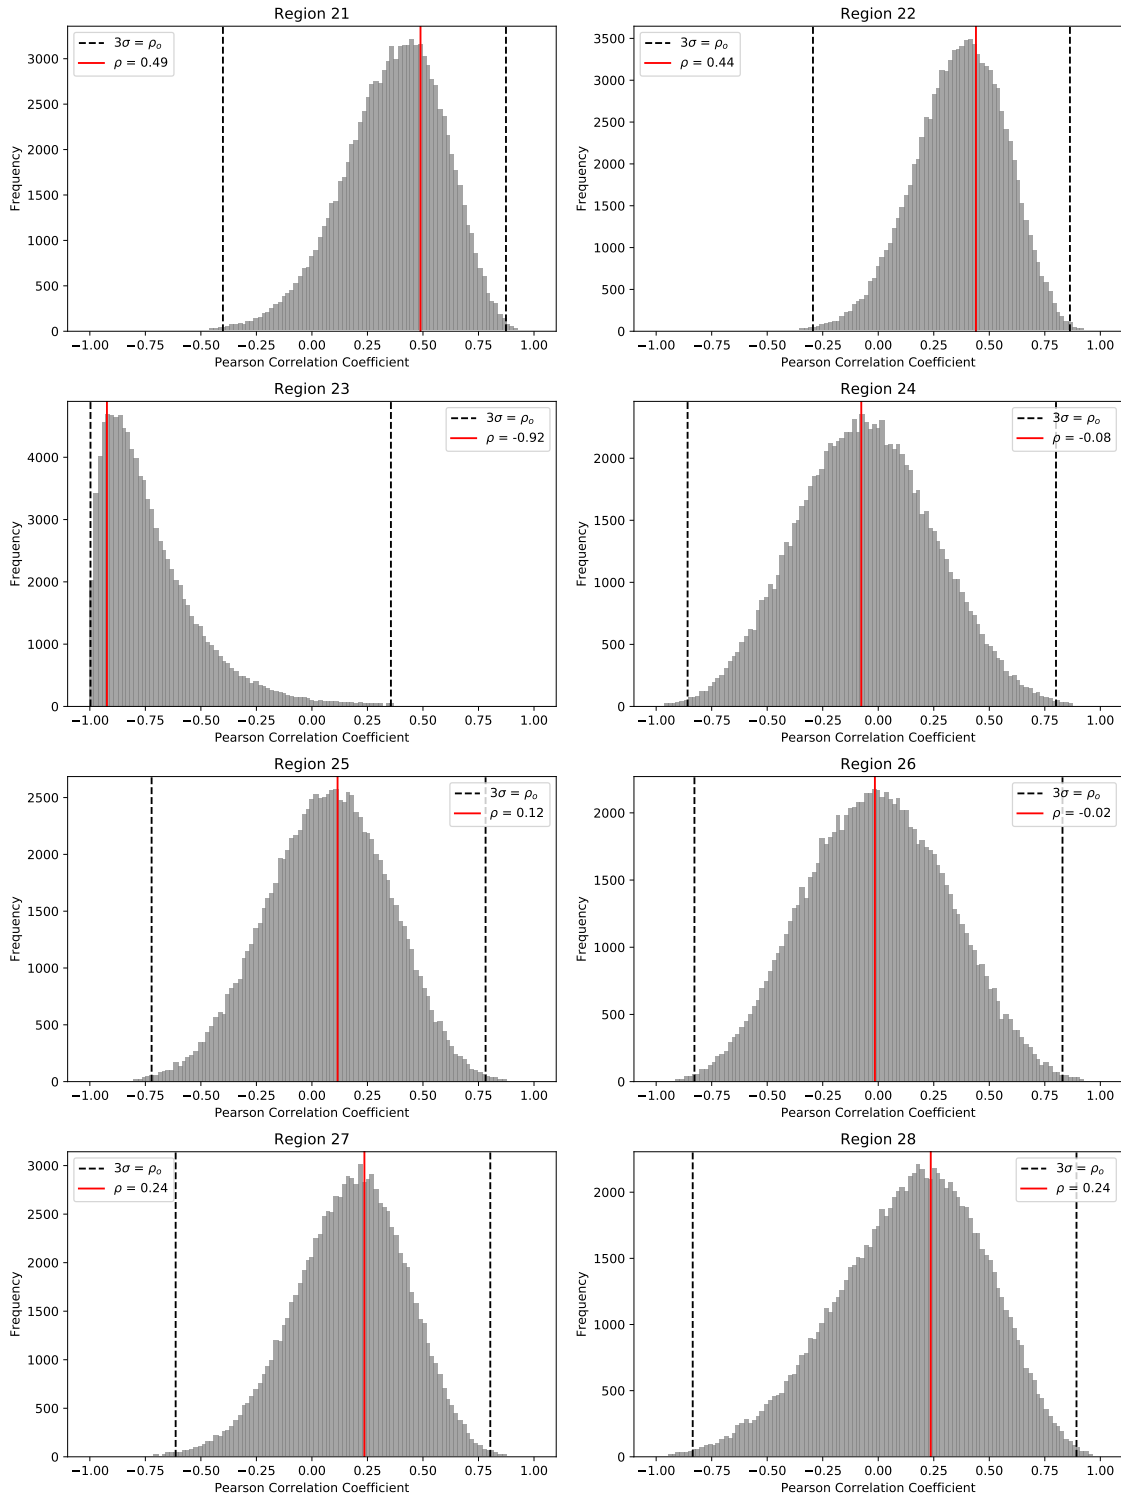 Region 21
3σ = ρₒ
ρ = 0.49
Frequency
3000
2500
2000
1500
1000
500
0
−1.00 −0.75 −0.50 −0.25 0.00 0.25 0.50 0.75 1.00
Pearson Correlation Coefficient
Region 22
3σ = ρₒ
ρ = 0.44
Frequency
3500
3000
2500
2000
1500
1000
500
0
−1.00 −0.75 −0.50 −0.25 0.00 0.25 0.50 0.75 1.00
Pearson Correlation Coefficient
Region 23
3σ = ρₒ
ρ = -0.92
Frequency
4000
3000
2000
1000
0
−1.00 −0.75 −0.50 −0.25 0.00 0.25 0.50 0.75 1.00
Pearson Correlation Coefficient
Region 24
3σ = ρₒ
ρ = -0.08
Frequency
2000
1500
1000
500
0
−1.00 −0.75 −0.50 −0.25 0.00 0.25 0.50 0.75 1.00
Pearson Correlation Coefficient
Region 25
3σ = ρₒ
ρ = 0.12
Frequency
2500
2000
1500
1000
500
0
−1.00 −0.75 −0.50 −0.25 0.00 0.25 0.50 0.75 1.00
Pearson Correlation Coefficient
Region 26
3σ = ρₒ
ρ = -0.02
Frequency
2000
1500
1000
500
0
−1.00 −0.75 −0.50 −0.25 0.00 0.25 0.50 0.75 1.00
Pearson Correlation Coefficient
Region 27
3σ = ρₒ
ρ = 0.24
Frequency
3000
2500
2000
1500
1000
500
0
−1.00 −0.75 −0.50 −0.25 0.00 0.25 0.50 0.75 1.00
Pearson Correlation Coefficient
Region 28
3σ = ρₒ
ρ = 0.24
Frequency
2000
1500
1000
500
0
−1.00 −0.75 −0.50 −0.25 0.00 0.25 0.50 0.75 1.00
Pearson Correlation Coefficient